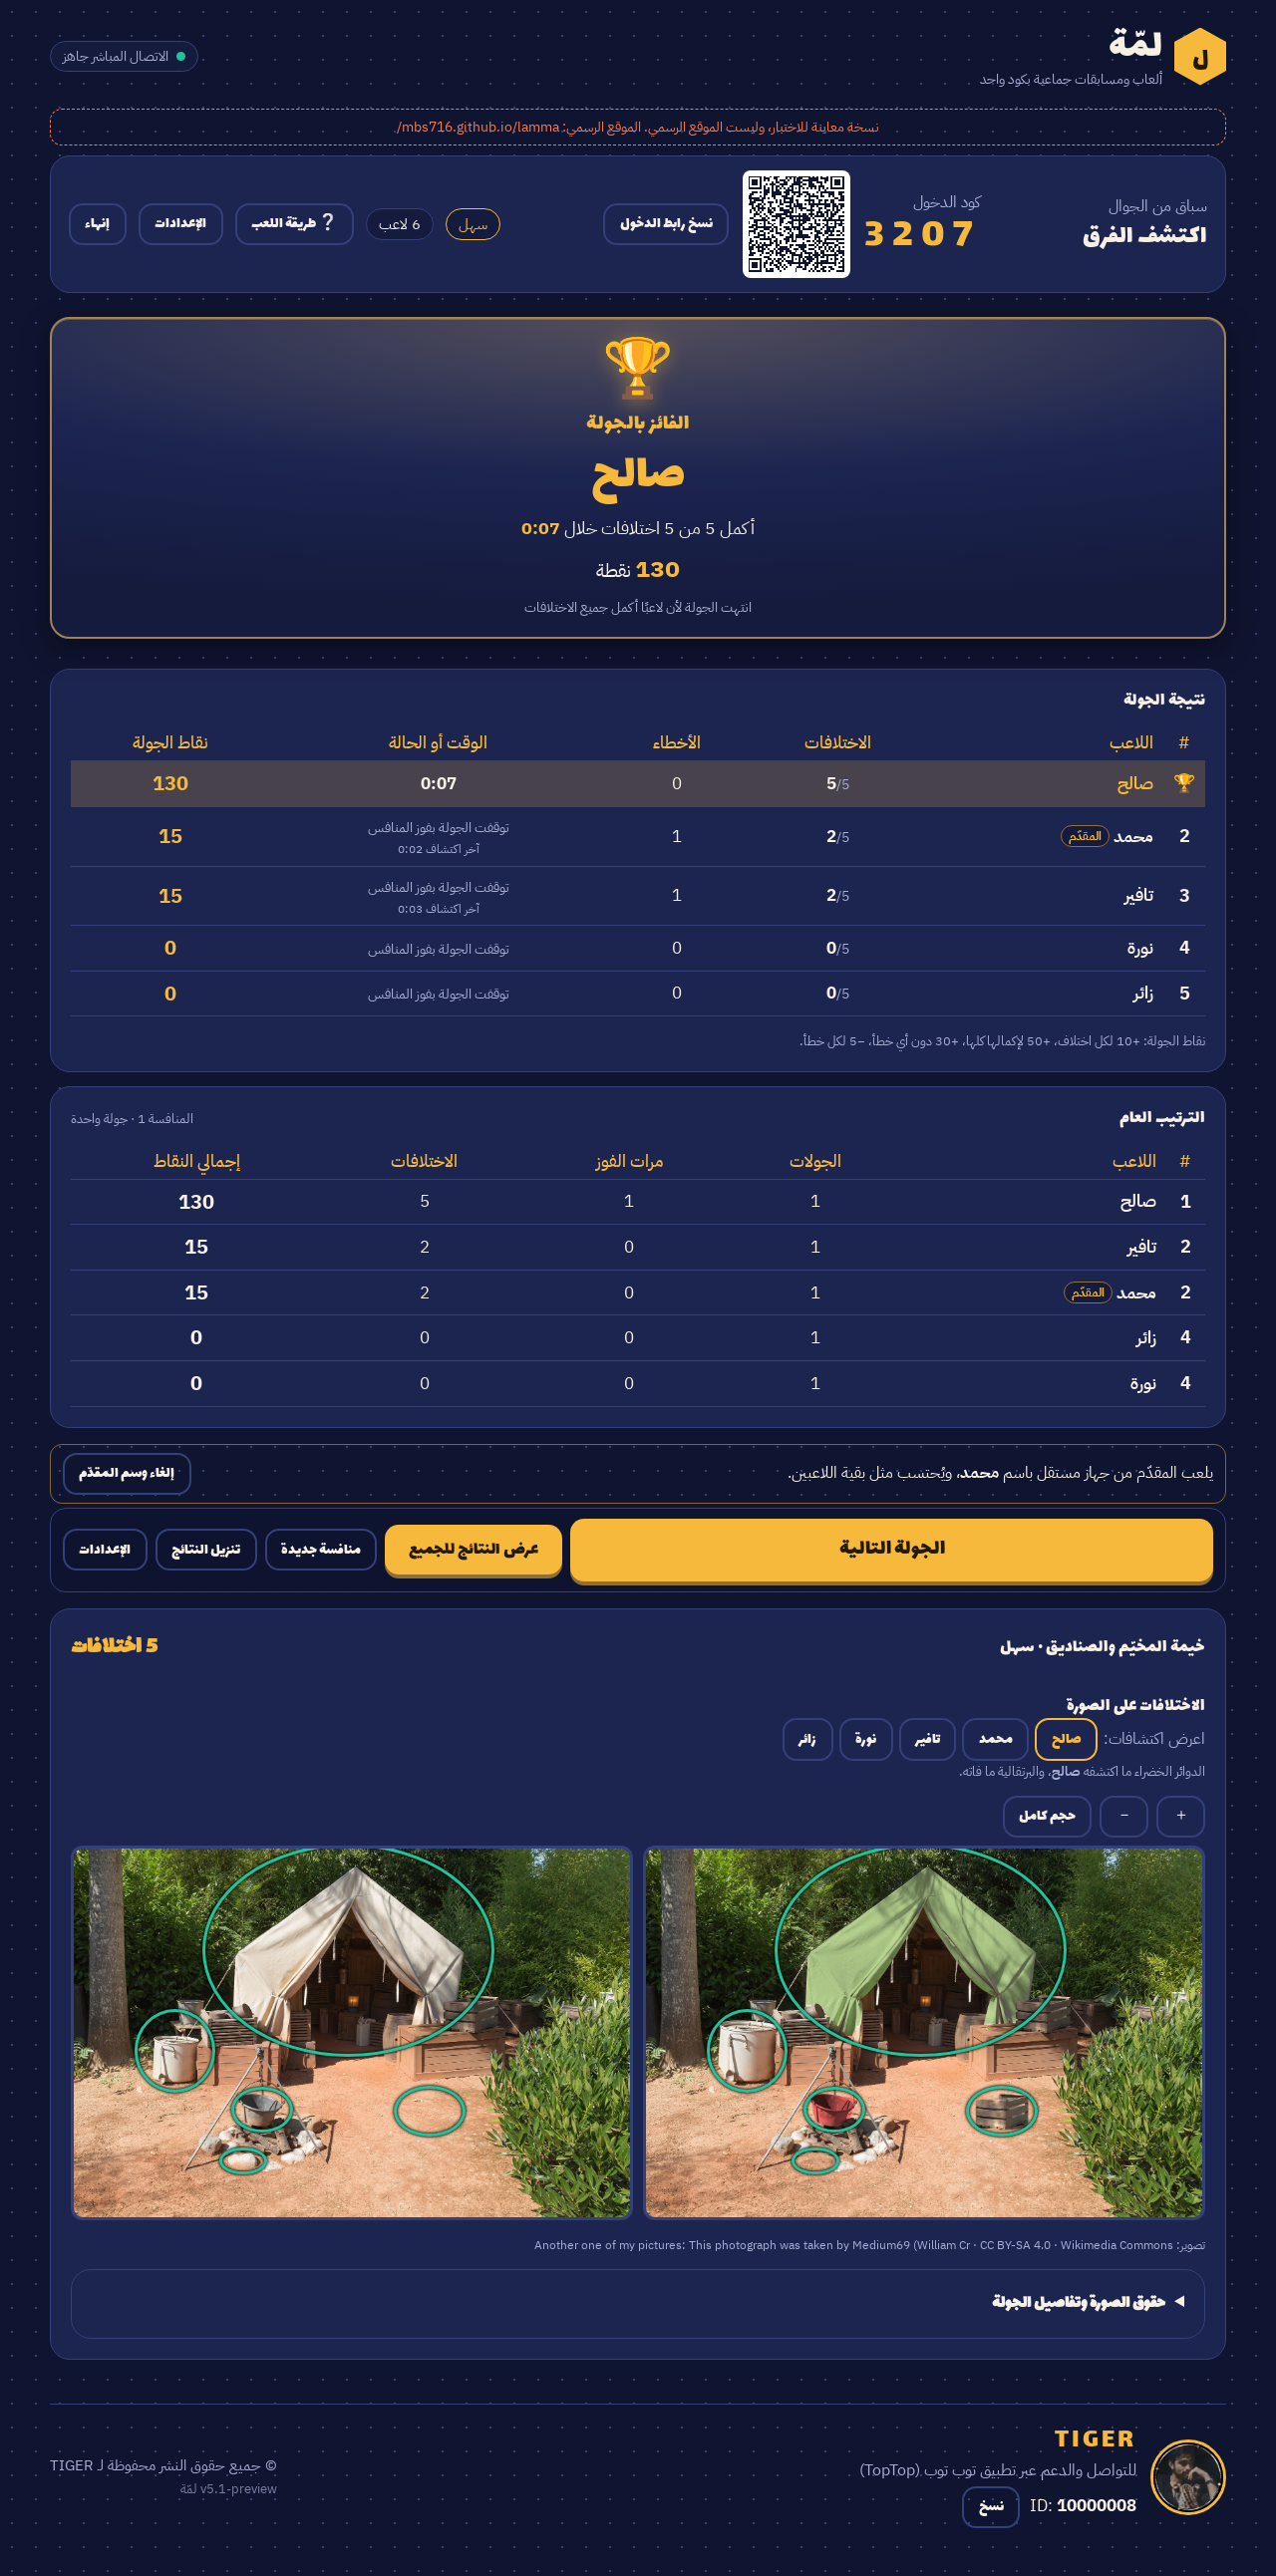 لمّة
ل
ألعاب ومسابقات جماعية بكود واحد
الاتصال المباشر جاهز
نسخة معاينة للاختبار، وليست الموقع الرسمي. الموقع الرسمي: mbs716.github.io/lamma/
سباق من الجوال
اكتشف الفرق
كود الدخول
3207
نسخ رابط الدخول
سهل
6 لاعب
? طريقة اللعب
الإعدادات
إنهاء
🏆
الفائز بالجولة
صالح
أكمل 5 من 5 اختلافات خلال 0:07
130 نقطة
انتهت الجولة لأن لاعبًا أكمل جميع الاختلافات
نتيجة الجولة
# اللاعب الاختلافات الأخطاء الوقت أو الحالة نقاط الجولة
🏆 صالح 5/5 0 0:07 130
2 محمد المقدّم 2/5 1 توقفت الجولة بفوز المنافس 15
آخر اكتشاف 0:02
3 تافير 2/5 1 توقفت الجولة بفوز المنافس 15
آخر اكتشاف 0:03
4 نورة 0/5 0 توقفت الجولة بفوز المنافس 0
5 زائر 0/5 0 توقفت الجولة بفوز المنافس 0
نقاط الجولة: +10 لكل اختلاف، +50 لإكمالها كلها، +30 دون أي خطأ، −5 لكل خطأ.
الترتيب العام
المنافسة 1 · جولة واحدة
# اللاعب الجولات مرات الفوز الاختلافات إجمالي النقاط
1 صالح 1 1 5 130
2 تافير 1 0 2 15
2 محمد المقدّم 1 0 2 15
4 زائر 1 0 0 0
4 نورة 1 0 0 0
يلعب المقدّم من جهاز مستقل باسم محمد، ويُحتسب مثل بقية اللاعبين.
إلغاء وسم المقدّم
الجولة التالية
عرض النتائج للجميع
منافسة جديدة
تنزيل النتائج
الإعدادات
خيمة المخيّم والصناديق · سهل
5 اختلافات
الاختلافات على الصورة
اعرض اكتشافات: صالح محمد تافير نورة زائر
الدوائر الخضراء ما اكتشفه صالح، والبرتقالية ما فاته.
+ − حجم كامل
تصوير: Another one of my pictures: This photograph was taken by Medium69 (William Cr · CC BY-SA 4.0 · Wikimedia Commons
◀ حقوق الصورة وتفاصيل الجولة
TIGER
للتواصل والدعم عبر تطبيق توب توب (TopTop)
ID: 10000008
نسخ
© جميع حقوق النشر محفوظة لـ TIGER
لمّة v5.1-preview